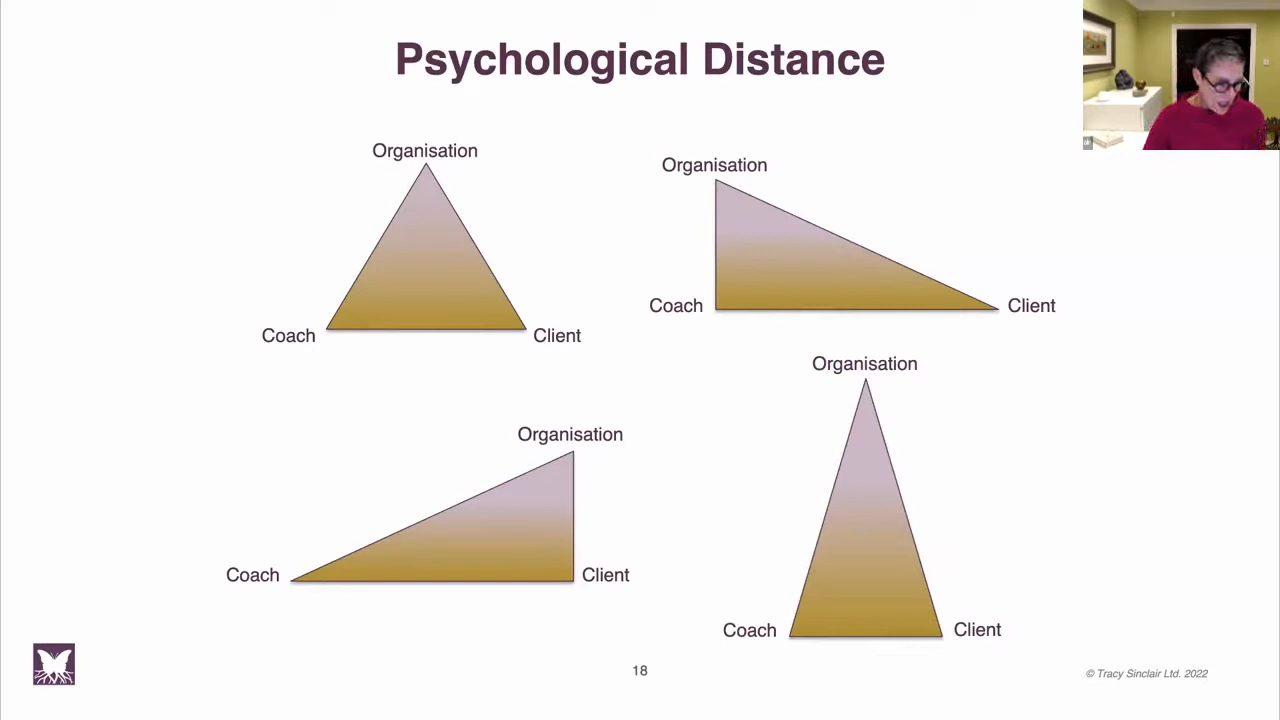 Psychological Distance
Organisation
Coach
Client
Organisation
Coach
Client
Organisation
Coach
Client
Organisation
Coach
Client
18
© Tracy Sinclair Ltd. 2022